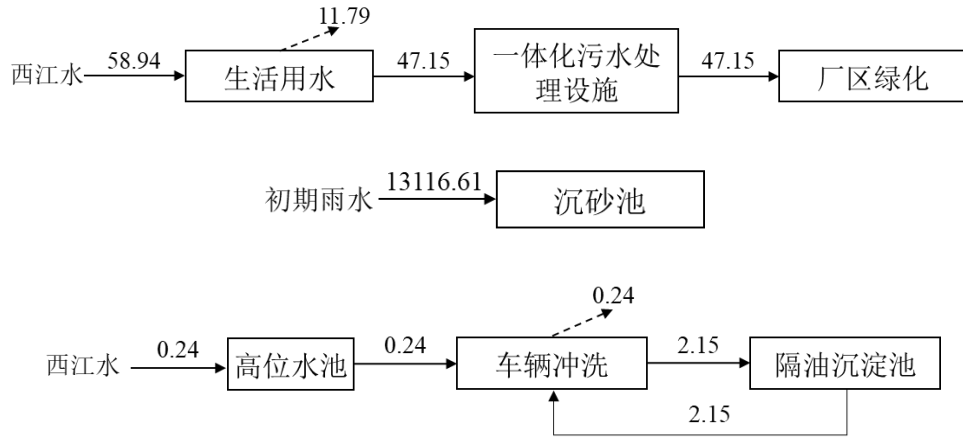 11.79
西江水
58.94
生活用水
47.15
一体化污水处
理设施
47.15
厂区绿化
初期雨水
13116.61
沉砂池
0.24
西江水
0.24
高位水池
0.24
车辆冲洗
2.15
隔油沉淀池
2.15